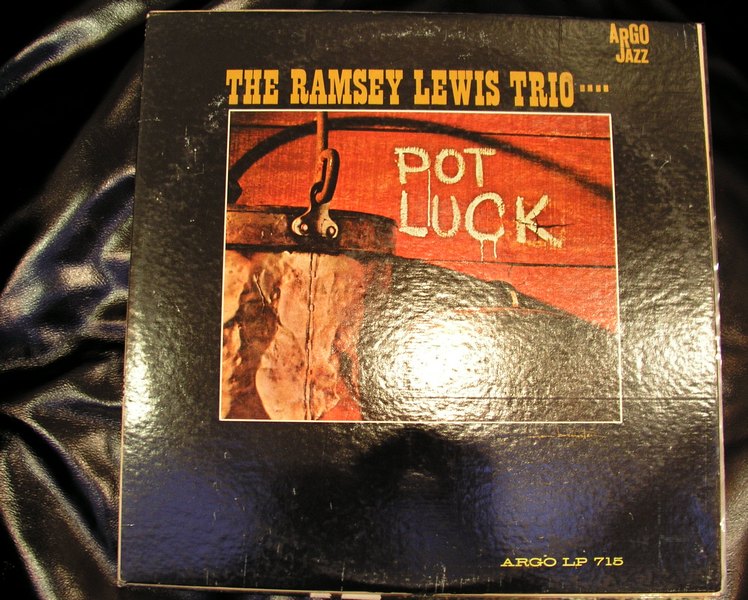 ARGO
JAZZ
THE RAMSEY LEWIS TRIO....
POT
LUCK
ARGO LP 715